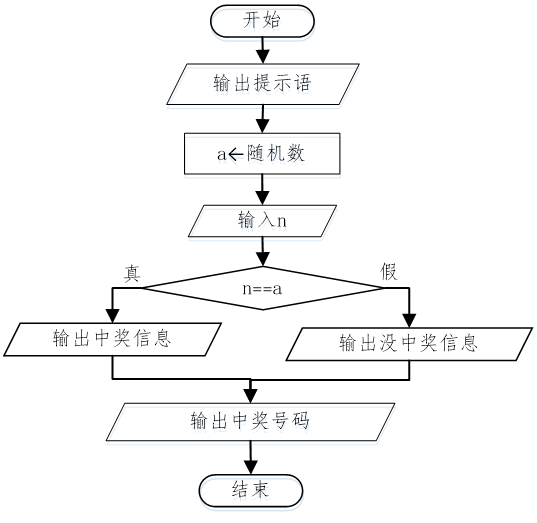 开始
输出提示语
a←随机数
输入n
n==a
真
假
输出中奖信息
输出没中奖信息
输出中奖号码
结束